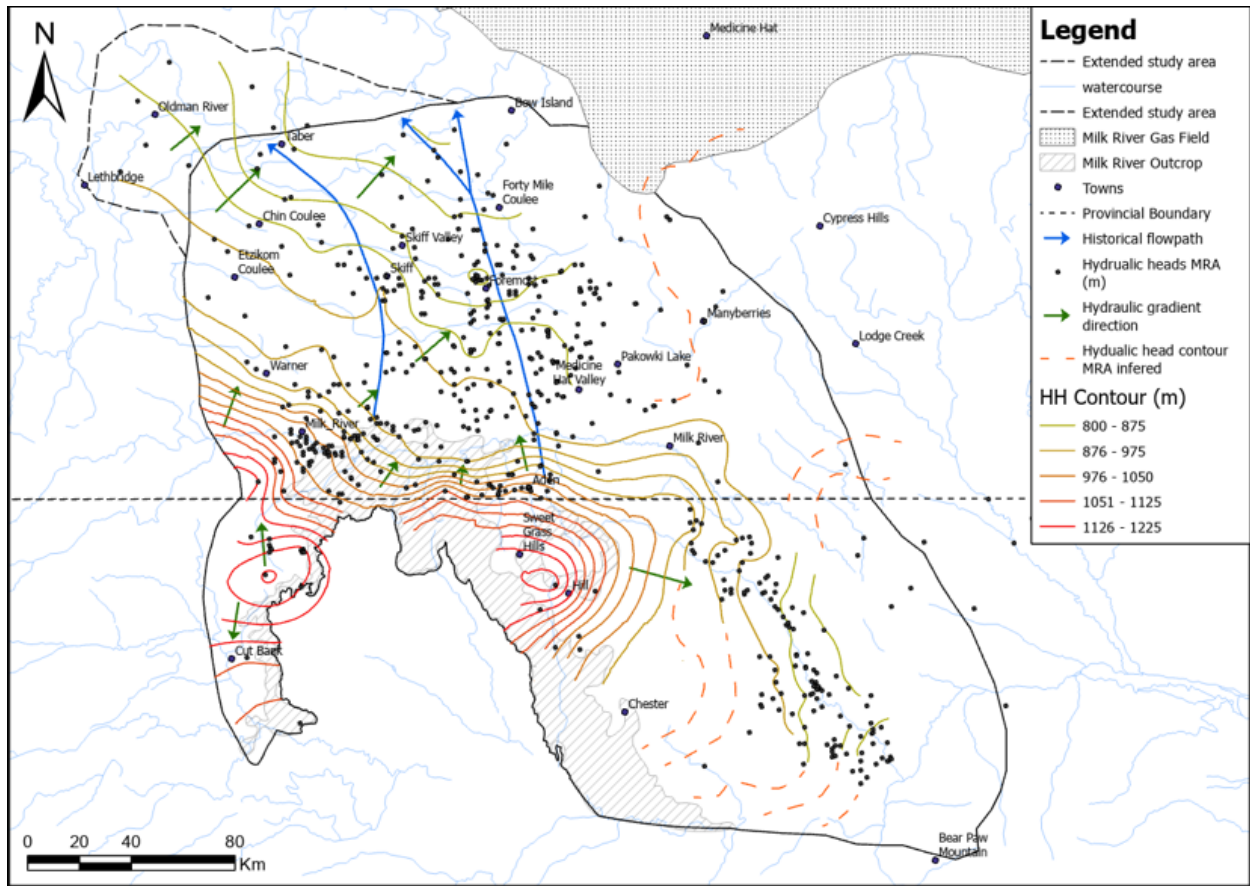 N
Medicine Hat
Oldman River
Bow Island
Taber
Lethbridge
Forty Mile
Coulee
Chin Coulee
Cypress Hills
Skiff Valley
Etzikom
Coulee
Skiff
Foremost
Manyberries
Lodge Creek
Warner
Medicine
Hat Valley
Pakowki Lake
Milk_River
Milk River
Aden
Sweet
Grass
Hills
Hill
Cut Bank
Chester
Bear Paw
Mountain
0 20 40 80
Km
Legend
Extended study area
watercourse
Extended study area
Milk River Gas Field
Milk River Outcrop
Towns
Provincial Boundary
Historical flowpath
Hydrualic heads MRA
(m)
Hydraulic gradient
direction
Hydualic head contour
MRA infered
HH Contour (m)
800 - 875
876 - 975
976 - 1050
1051 - 1125
1126 - 1225